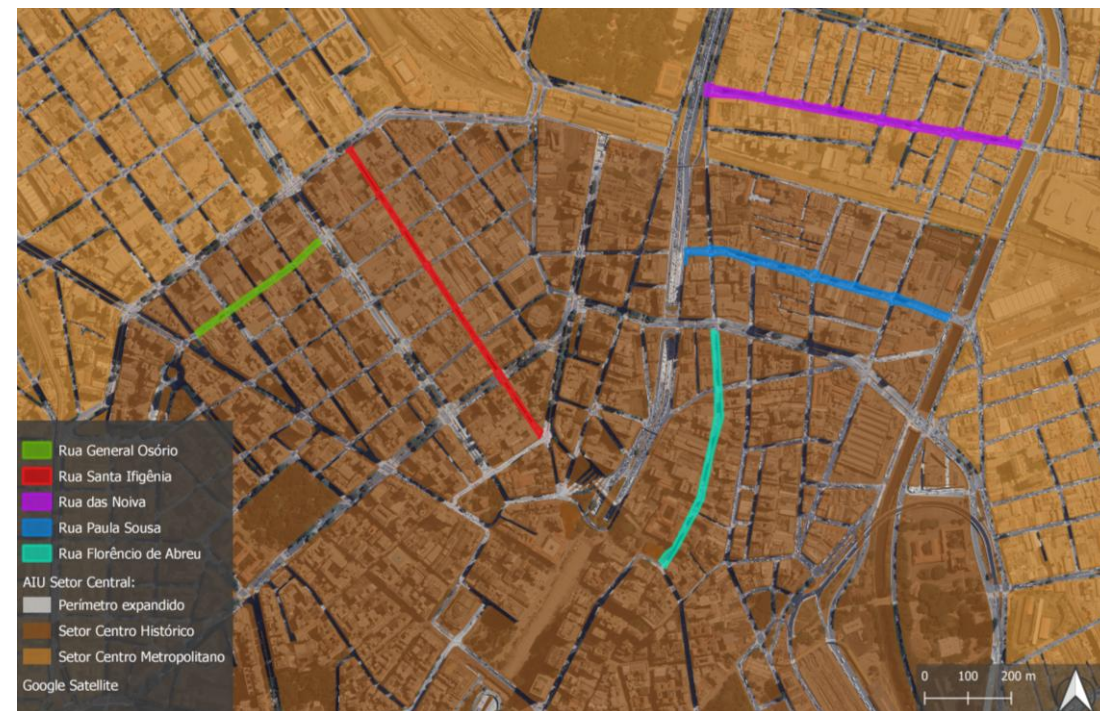 Rua General Osório
Rua Santa Ifigênia
Rua das Noiva
Rua Paula Sousa
Rua Florêncio de Abreu
AIU Setor Central:
Perímetro expandido
Setor Centro Histórico
Setor Centro Metropolitano
Google Satellite
0 100 200 m